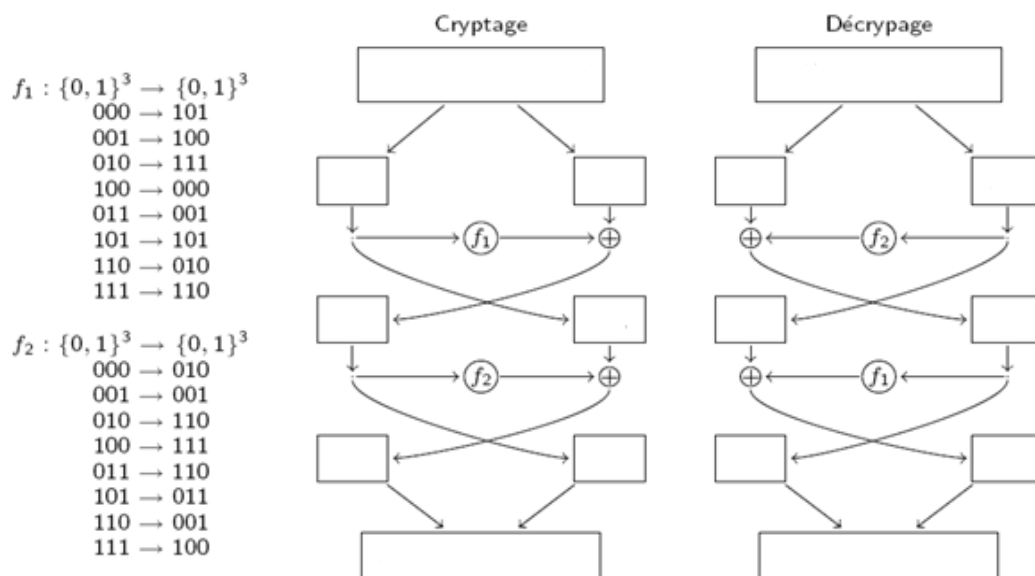 Cryptage
Décrypage
f₁ : {0, 1}³ → {0, 1}³
000 → 101
001 → 100
010 → 111
100 → 000
011 → 001
101 → 101
110 → 010
111 → 110
f₂ : {0, 1}³ → {0, 1}³
000 → 010
001 → 001
010 → 110
100 → 111
011 → 110
101 → 011
110 → 001
111 → 100
f₁
f₂
f₂
f₁